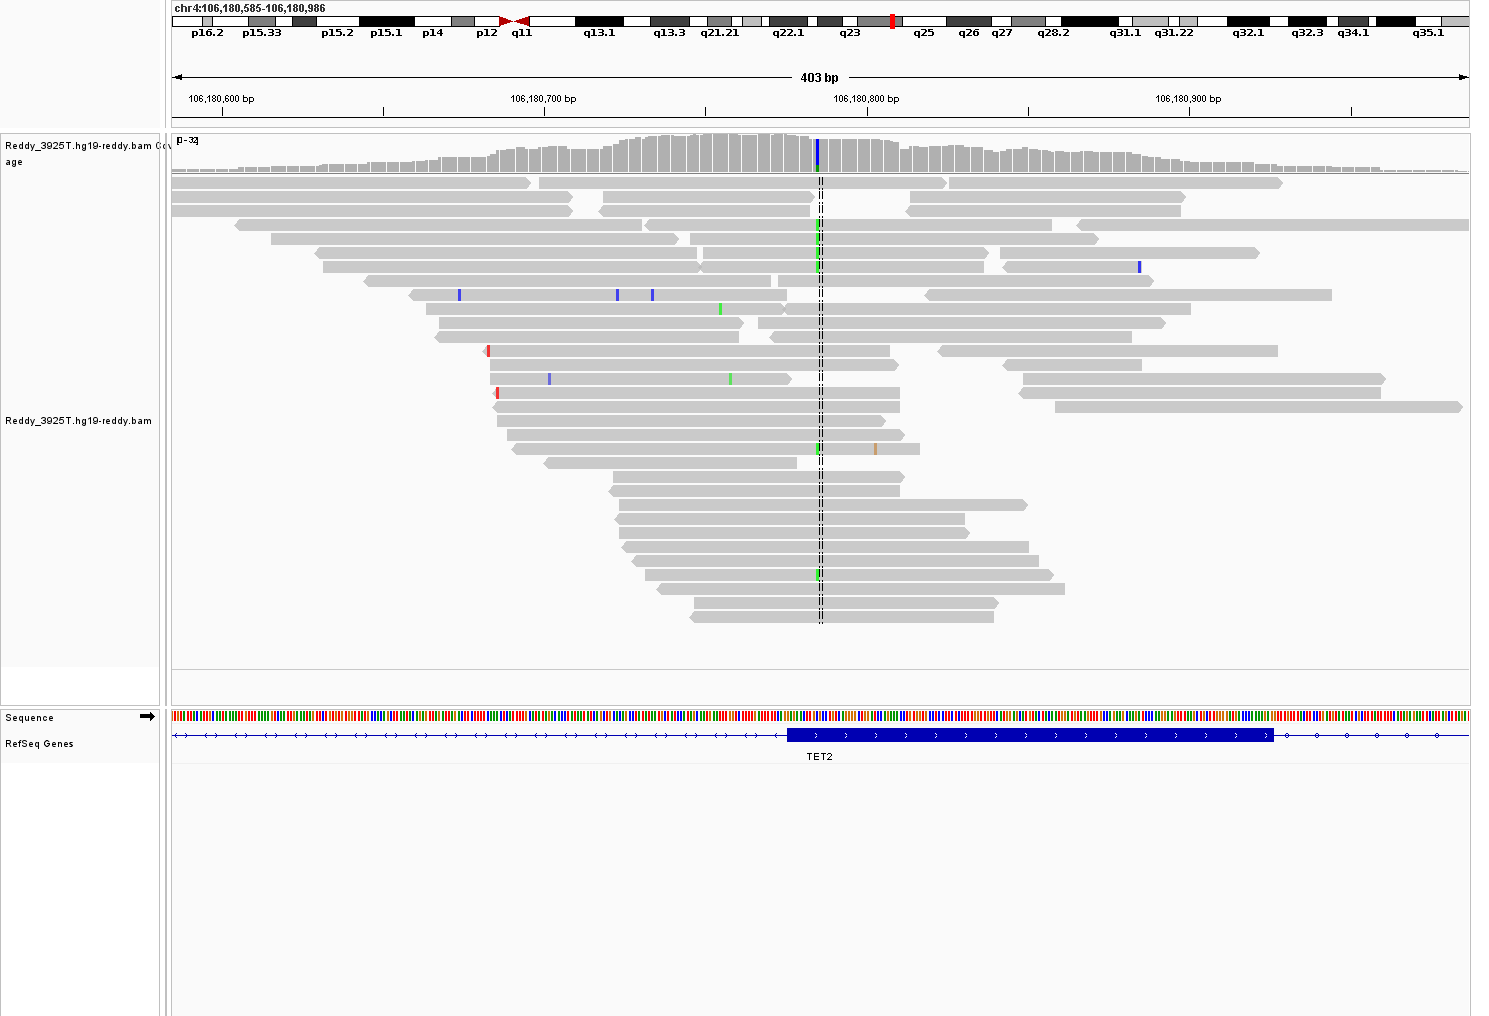 chr4:106,180,585-106,180,986
p16.2 p15.33 p15.2 p15.1 p14 p12 q11 q13.1 q13.3 q21.21 q22.1 q23 q25 q26 q27 q28.2 q31.1 q31.22 q32.1 q32.3 q34.1 q35.1
403 bp
106,180,600 bp 106,180,700 bp 106,180,800 bp 106,180,900 bp
Reddy_3925T.hg19-reddy.bam Cov
age
[0-32]
Reddy_3925T.hg19-reddy.bam
Sequence
RefSeq Genes
TET2